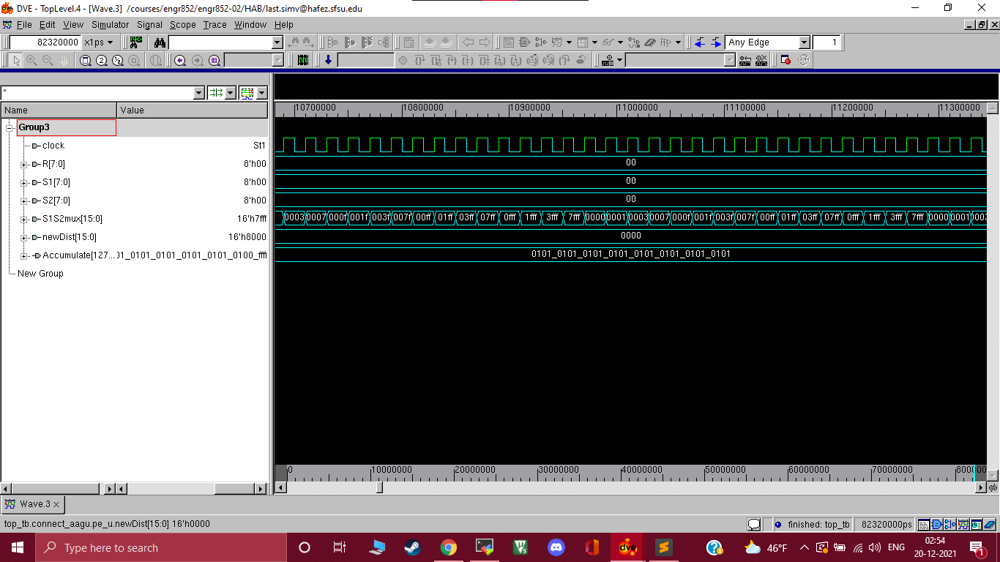 DVE - TopLevel.4 - [Wave.3] /courses/engr852/engr852-02/HAB/last.simv@hafez.sfsu.edu
File Edit View Simulator Signal Scope Trace Window Help
82320000 x1ps Any Edge 1
*
Name Value
10700000 10800000 10900000 11000000 11100000 11200000 11300000
Group3
clock St1
R[7:0] 8'h00 00
S1[7:0] 8'h00 00
S2[7:0] 8'h00 00
S1S2mux[15:0] 16'h7fff 0003 0007 000f 001f 003f 007f 00ff 01ff 03ff 07ff 0fff 1fff 3fff 7fff 0000 0001 0003 0007 000f 001f 003f 007f 00ff 01ff 03ff 07ff 0fff 1fff 3fff 7fff 0000 0001 0003
newDist[15:0] 16'h8000 0000
Accumulate[127... 01_0101_0101_0101_0101_0100_ffff 0101_0101_0101_0101_0101_0101_0101_0101
New Group
0 10000000 20000000 30000000 40000000 50000000 60000000 70000000
Wave.3
top_tb.connect_aagu.pe_u.newDist[15:0] 16'h0000 finished: top_tb 82320000ps
Type here to search dve 46°F ENG 02:54
20-12-2021 1